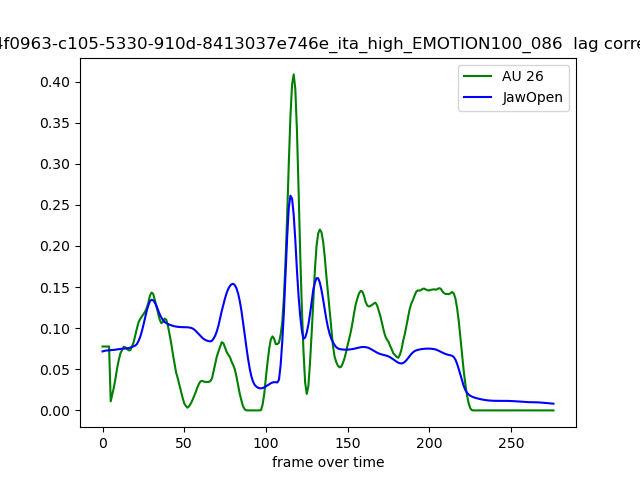 4f0963-c105-5330-910d-8413037e746e_ita_high_EMOTION100_086 lag corre
AU 26
JawOpen
0.40
0.35
0.30
0.25
0.20
0.15
0.10
0.05
0.00
0 50 100 150 200 250
frame over time